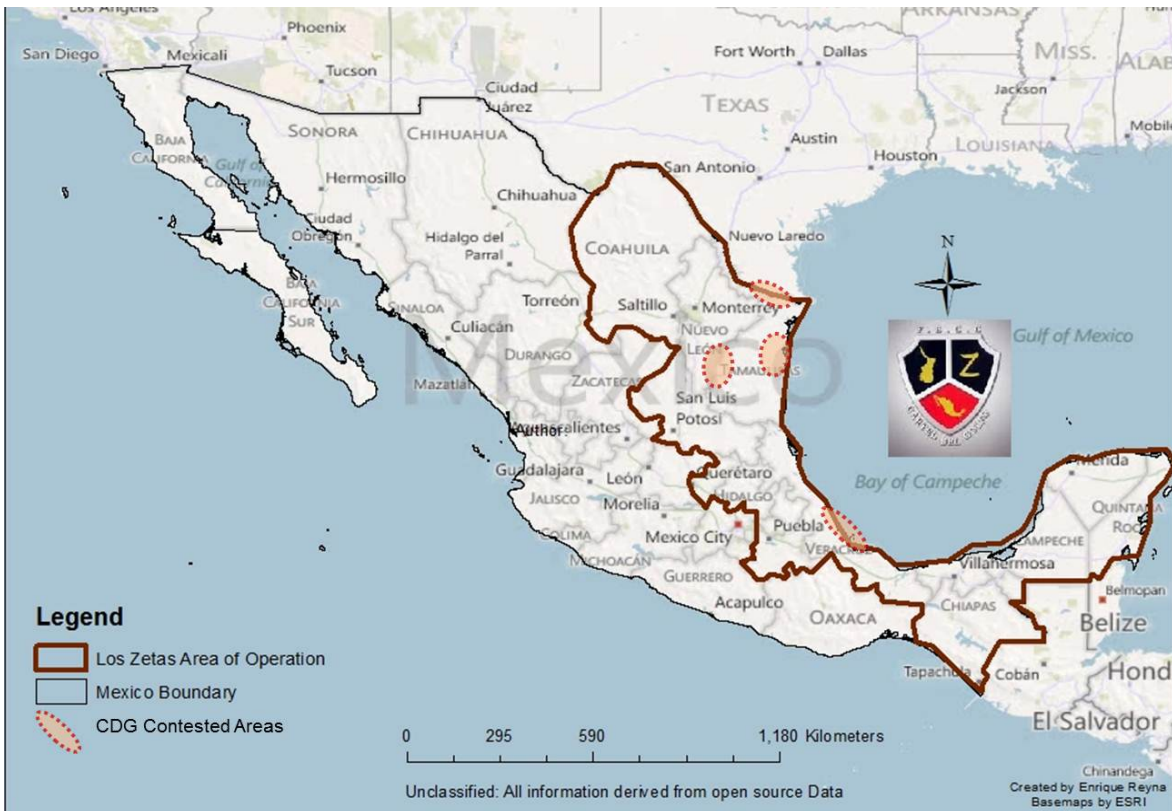 Los Angeles
San Diego
Mexicali
Phoenix
Tucson
Ciudad
Juárez
Fort Worth
Dallas
ARKANSAS
MISS.
ALAB
Jackson
Mobile
TEXAS
LOUISIANA
Austin
Houston
San Antonio
BAJA
CALIFORNIA
Gulf of
California
SONORA
CHIHUAHUA
Hermosillo
Chihuahua
Ciudad
Obregón
Hidalgo del
Parral
COAHUILA
Nuevo Laredo
BAJA
CALIFORNIA
SUR
SINALOA
Culiacán
Torreón
Saltillo
Monterrey
NUEVO
LEÓN
Mexico
DURANGO
TAMAULIPAS
Mazatlán
ZACATECAS
San Luis
Potosí
N
Gulf of Mexico
F.E.C.G
Z
CARTEL DEL GOLFO
Author:
Aguascalientes
Guadalajara
León
Querétaro
JALISCO
HIDALGO
Morelia
Mexico City
Puebla
COLIMA
MICHOACÁN
VERACRUZ
GUERRERO
Acapulco
OAXACA
Bay of Campeche
Merida
QUINTANA
ROO
CAMPECHE
Villahermosa
CHIAPAS
Belmopan
Belize
Tapachula
Cobán
Hond
El Salvador
Chinandega
Legend
Los Zetas Area of Operation
Mexico Boundary
CDG Contested Areas
0 295 590 1,180 Kilometers
Unclassified: All information derived from open source Data
Created by Enrique Reyna
Basemaps by ESRI